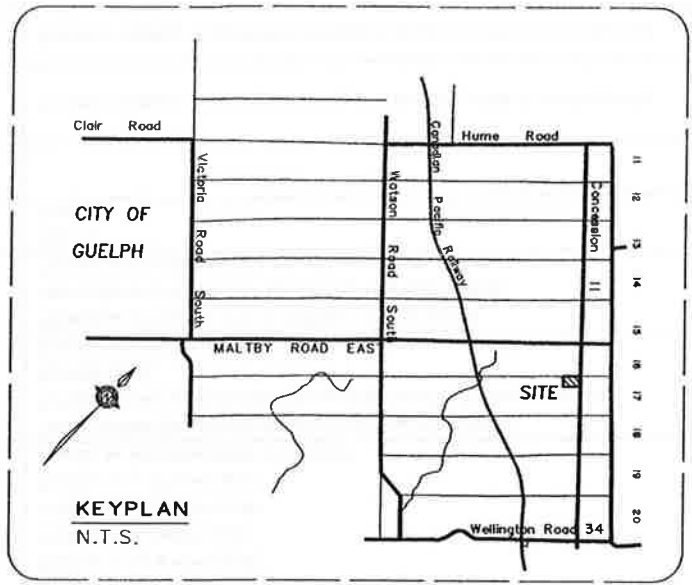 Clair Road
Hume Road
CITY OF
GUELPH
Victoria Road South
Watson Road South
Canadian Pacific Railway
Concession 11
11
12
13
14
15
MALTBY ROAD EAST
16
17
18
19
20
SITE
KEYPLAN
N.T.S.
Wellington Road 34